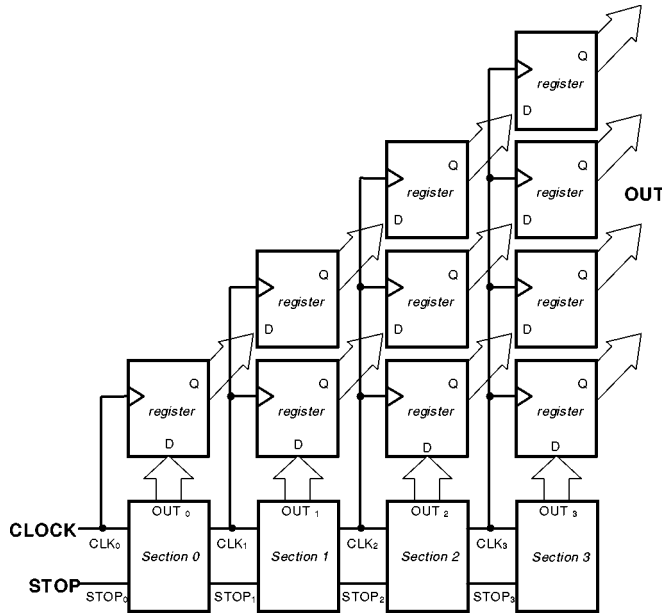 Q
register
D
Q
register
D
Q
register
D
OUT
Q
register
D
Q
register
D
Q
register
D
Q
register
D
Q
register
D
Q
register
D
Q
register
D
OUT 0
OUT 1
OUT 2
OUT 3
CLOCK
CLK0
Section 0
CLK1
Section 1
CLK2
Section 2
CLK3
Section 3
STOP
STOP0
STOP1
STOP2
STOP3